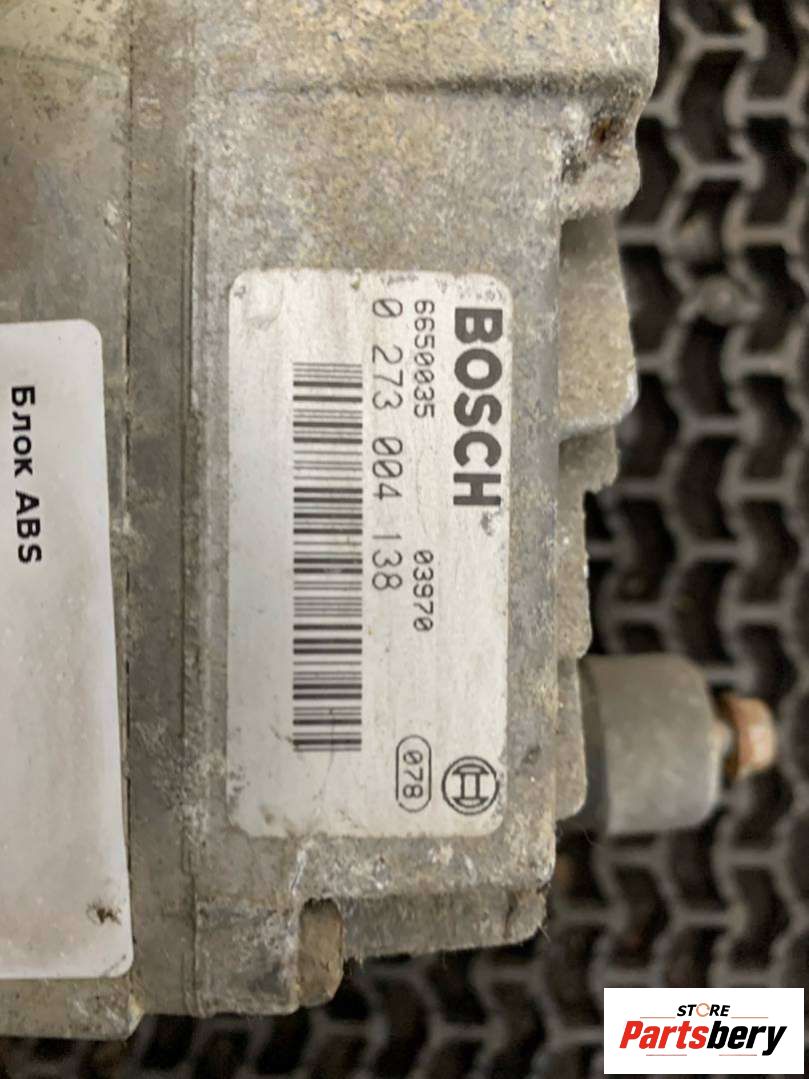 BOSCH
6650035 03970
0 273 004 138
078
Блок ABS
STORE
Partsbery